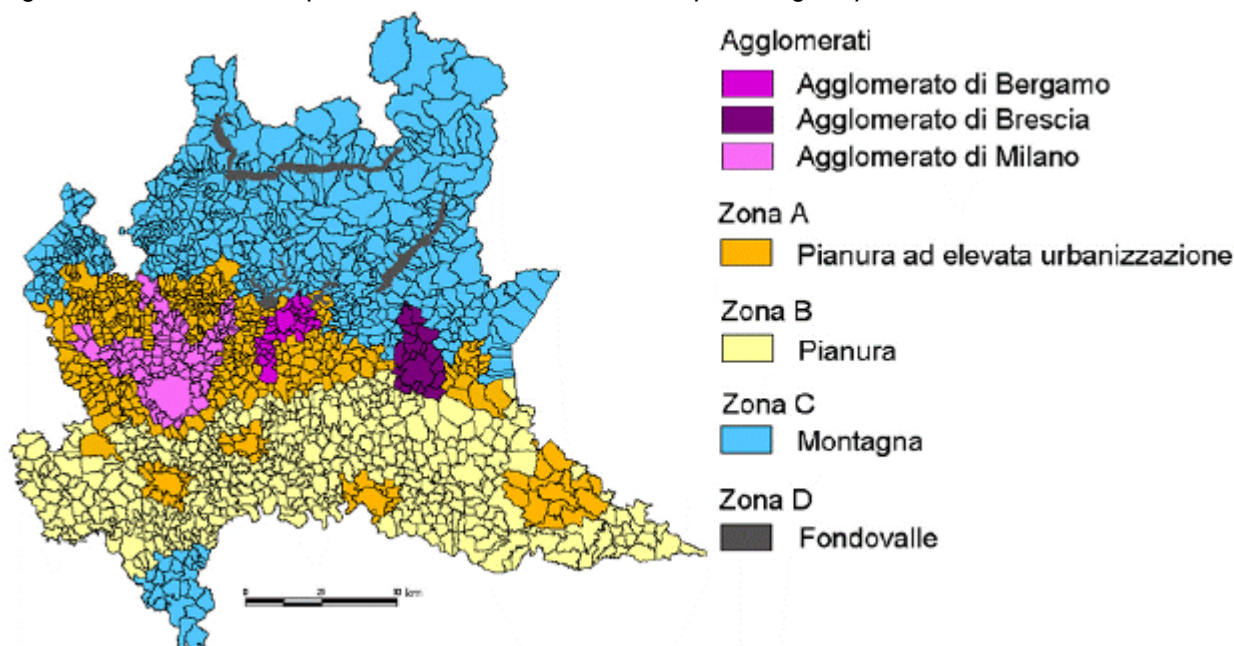 Agglomerati
Agglomerato di Bergamo
Agglomerato di Brescia
Agglomerato di Milano
Zona A
Pianura ad elevata urbanizzazione
Zona B
Pianura
Zona C
Montagna
Zona D
Fondovalle
km